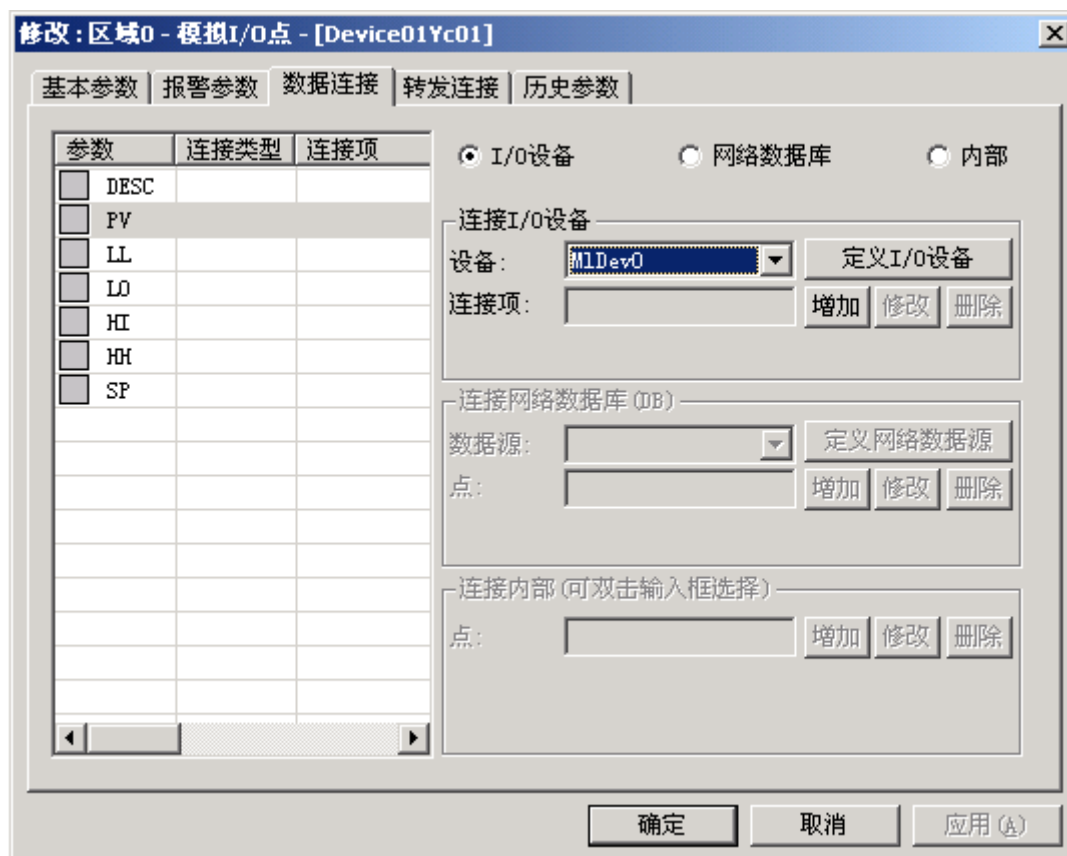 修改:区域0 - 模拟I/O点 - [Device01Yc01]
基本参数 报警参数 数据连接 转发连接 历史参数
参数 连接类型 连接项
DESC
PV
LL
LO
HI
HH
SP
I/O设备 网络数据库 内部
连接I/O设备
设备: M1Dev0 定义I/O设备
连接项: 增加 修改 删除
连接网络数据库(DB)
数据源: 定义网络数据源
点: 增加 修改 删除
连接内部(可双击输入框选择)
点: 增加 修改 删除
确定 取消 应用(A)